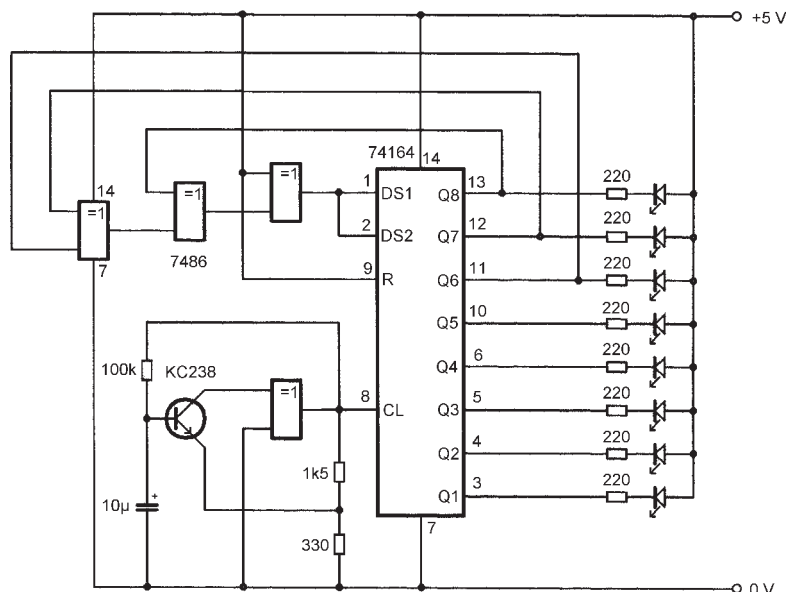 +5 V
74164
14
220
=1
1
DS1
Q8
13
14
=1
2
DS2
220
Q7
12
=1
7486
7
9
R
220
Q6
11
220
Q5
10
100k
KC238
220
Q4
6
=1
8
CL
220
Q3
5
1k5
220
Q2
4
10µ
+
220
Q1
3
330
7
0 V